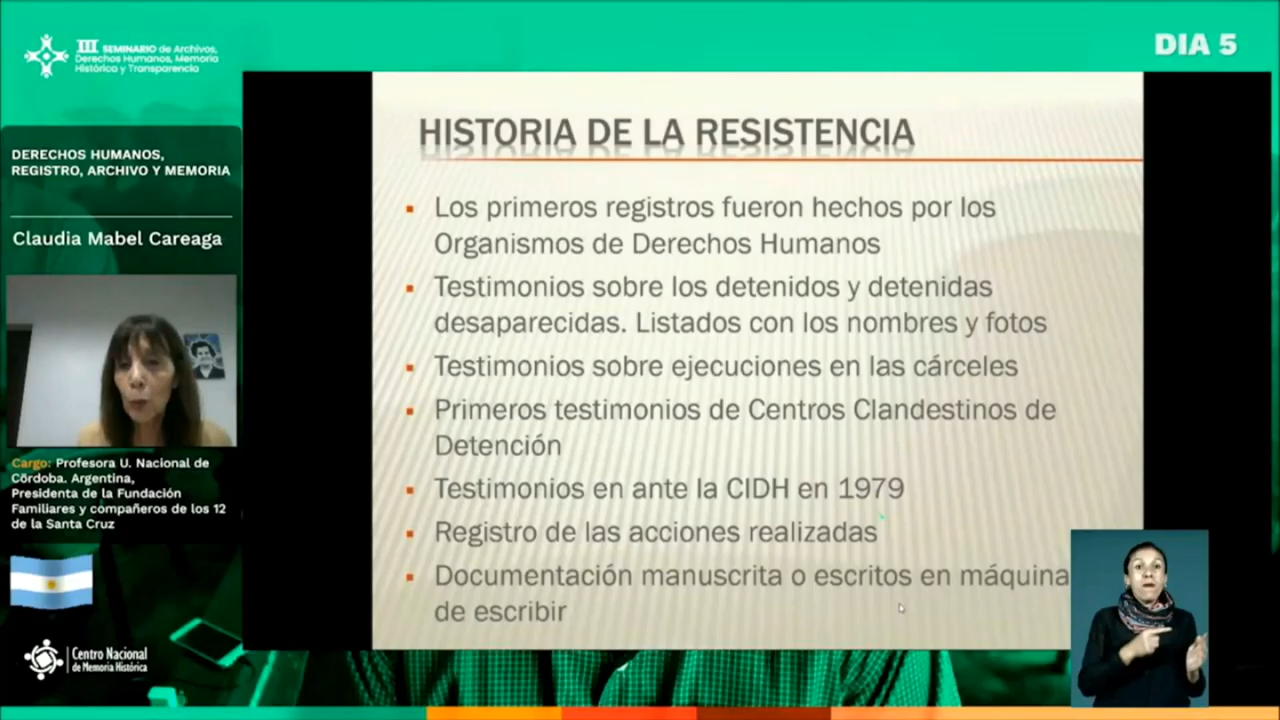 III SEMINARIO de Archivos,
Derechos Humanos, Memoria
Histórica y Transparencia
DIA 5
DERECHOS HUMANOS,
REGISTRO, ARCHIVO Y MEMORIA
Claudia Mabel Careaga
Cargo: Profesora U. Nacional de
Córdoba. Argentina,
Presidenta de la Fundación
Familiares y compañeros de los 12
de la Santa Cruz
Centro Nacional
de Memoria Histórica
HISTORIA DE LA RESISTENCIA
Los primeros registros fueron hechos por los
Organismos de Derechos Humanos
Testimonios sobre los detenidos y detenidas
desaparecidas. Listados con los nombres y fotos
Testimonios sobre ejecuciones en las cárceles
Primeros testimonios de Centros Clandestinos de
Detención
Testimonios en ante la CIDH en 1979
Registro de las acciones realizadas
Documentación manuscrita o escritos en máquina
de escribir